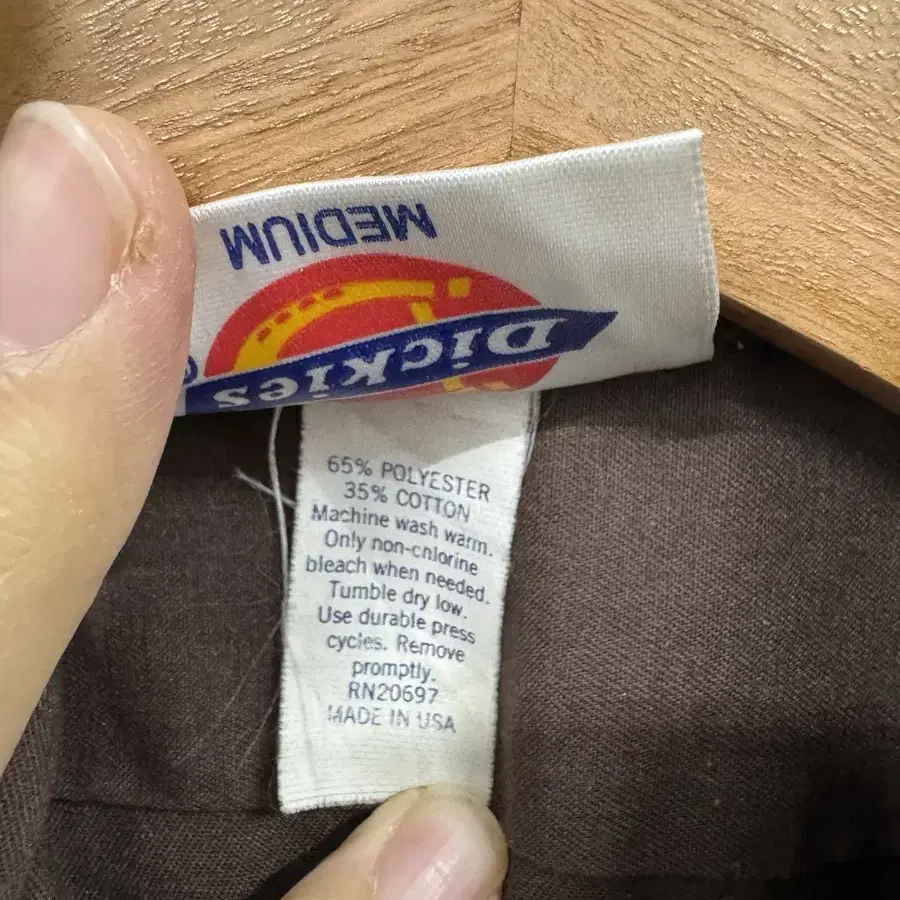 MEDIUM
Dickies
65% POLYESTER
35% COTTON
Machine wash warm.
Only non-chlorine
bleach when needed.
Tumble dry low.
Use durable press
cycles. Remove
promptly.
RN20697
MADE IN USA